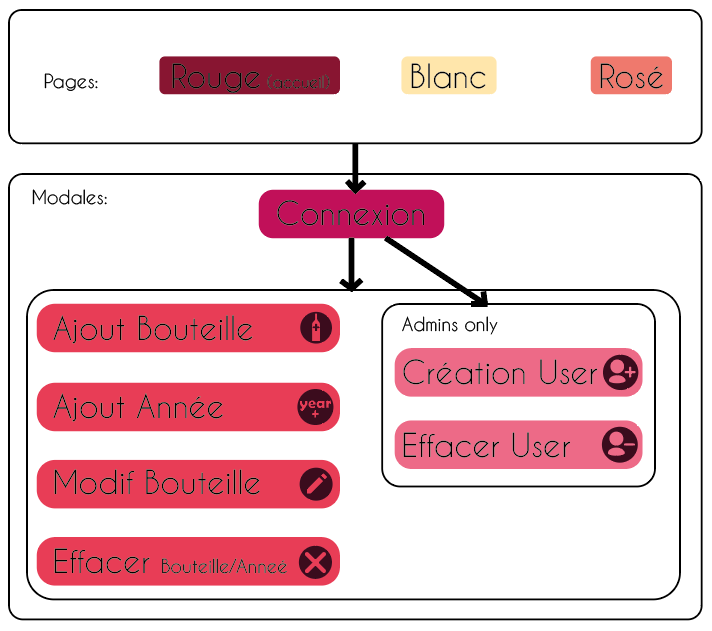 Pages:
Rouge (accueil)
Blanc
Rosé
Modales:
Connexion
Ajout Bouteille
Ajout Année
year
+
Modif Bouteille
Effacer Bouteille/Anneé
Admins only
Création User
Effacer User